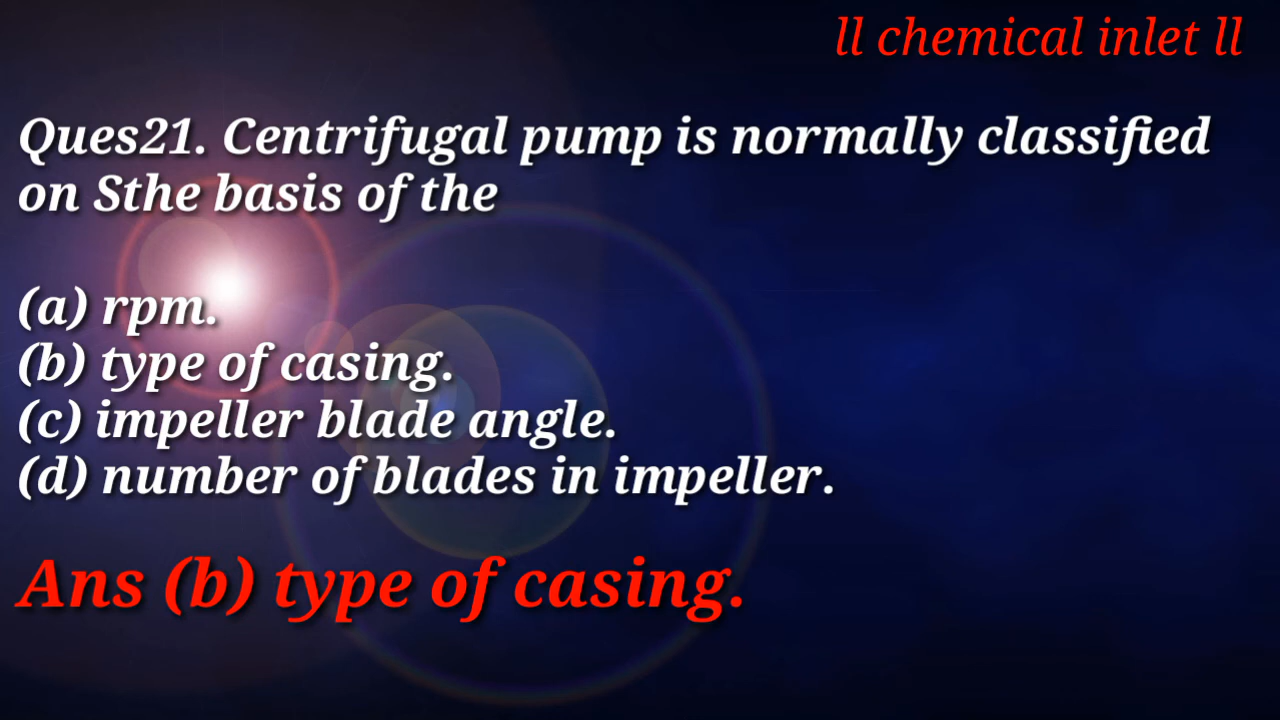 ll chemical inlet ll
Ques21. Centrifugal pump is normally classified
on Sthe basis of the
(a) rpm.
(b) type of casing.
(c) impeller blade angle.
(d) number of blades in impeller.
Ans (b) type of casing.